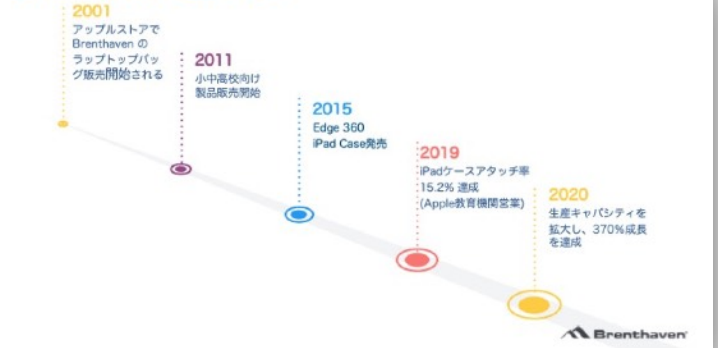 2001
アップルストアで
Brenthaven の
ラップトップバッ
グ販売開始される
2011
小中高校向け
製品販売開始
2015
Edge 360
iPad Case発売
2019
iPadケースアタッチ率
15.2% 達成
(Apple教育機関営業)
2020
生産キャパシティを
拡大し、370%成長
を達成
Brenthaven